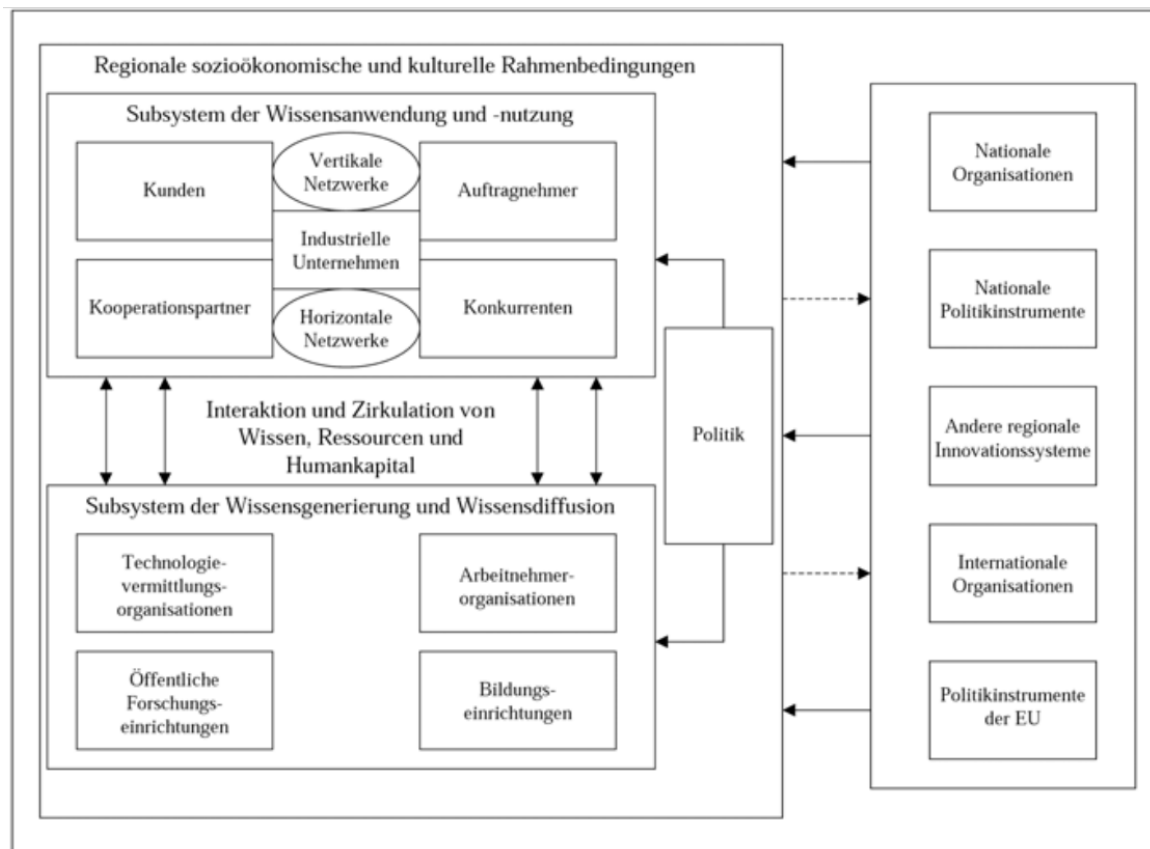 Regionale sozioökonomische und kulturelle Rahmenbedingungen
Subsystem der Wissensanwendung und -nutzung
Kunden
Vertikale
Netzwerke
Auftragnehmer
Industrielle
Unternehmen
Kooperationspartner
Horizontale
Netzwerke
Konkurrenten
Interaktion und Zirkulation von
Wissen, Ressourcen und
Humankapital
Subsystem der Wissensgenerierung und Wissensdiffusion
Technologie-
vermittlungs-
organisationen
Arbeitnehmer-
organisationen
Öffentliche
Forschungs-
einrichtungen
Bildungs-
einrichtungen
Politik
Nationale
Organisationen
Nationale
Politikinstrumente
Andere regionale
Innovationssysteme
Internationale
Organisationen
Politikinstrumente
der EU